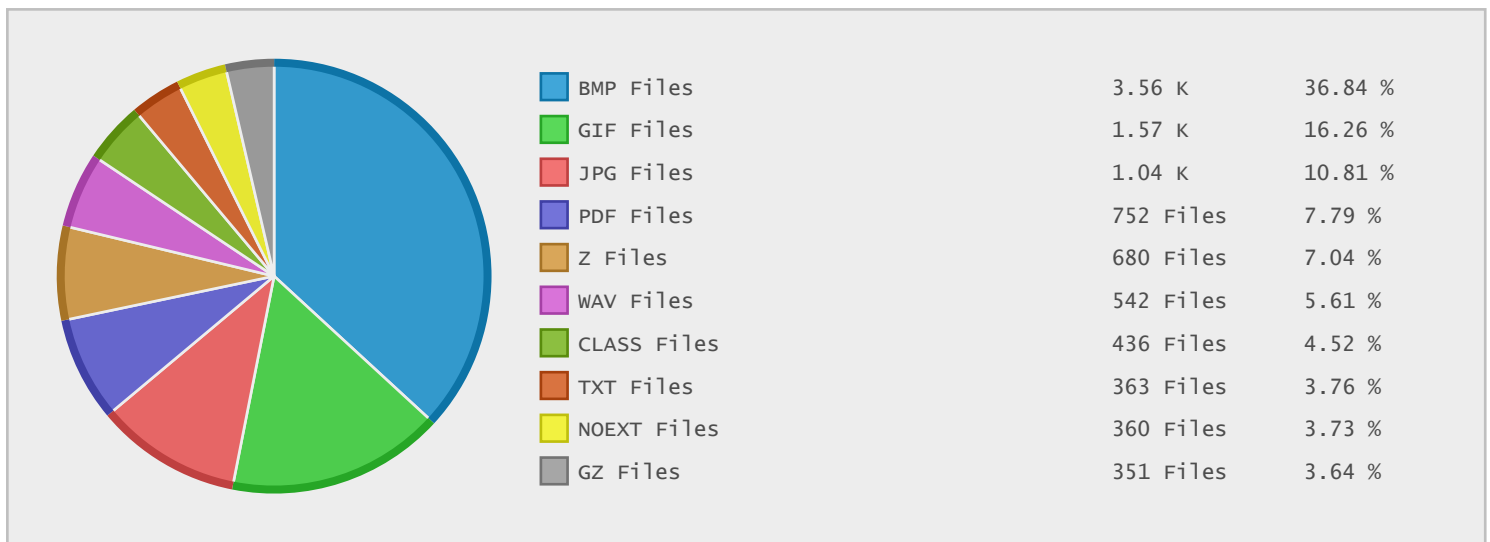 BMP Files 3.56 K 36.84 %
GIF Files 1.57 K 16.26 %
JPG Files 1.04 K 10.81 %
PDF Files 752 Files 7.79 %
Z Files 680 Files 7.04 %
WAV Files 542 Files 5.61 %
CLASS Files 436 Files 4.52 %
TXT Files 363 Files 3.76 %
NOEXT Files 360 Files 3.73 %
GZ Files 351 Files 3.64 %